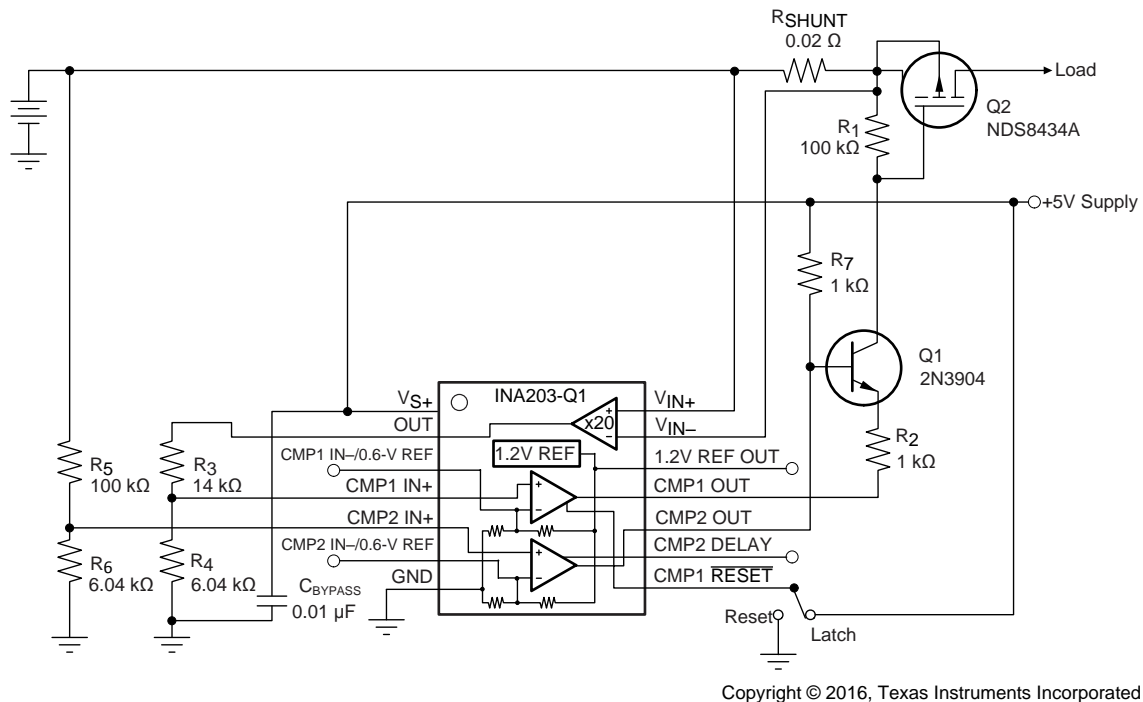 RSHUNT
0.02 Ω
Load
Q2
NDS8434A
R1
100 kΩ
+5V Supply
R7
1 kΩ
Q1
2N3904
R2
1 kΩ
INA203-Q1
VS+
OUT
CMP1 IN–/0.6-V REF
CMP1 IN+
CMP2 IN+
CMP2 IN–/0.6-V REF
GND
x20
1.2V REF
VIN+
VIN–
1.2V REF OUT
CMP1 OUT
CMP2 OUT
CMP2 DELAY
CMP1 RESET
R5
100 kΩ
R3
14 kΩ
R6
6.04 kΩ
R4
6.04 kΩ
CBYPASS
0.01 µF
Reset
Latch
Copyright © 2016, Texas Instruments Incorporated